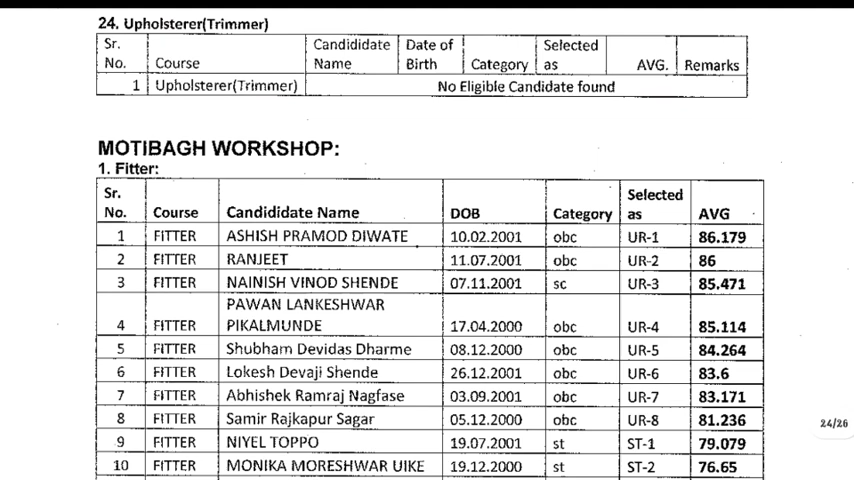 24. Upholsterer(Trimmer)
Sr. No. Course Candididate Name Date of Birth Category Selected as AVG. Remarks
1 Upholsterer(Trimmer) No Eligible Candidate found
MOTIBAGH WORKSHOP:
1. Fitter:
Sr. No. Course Candididate Name DOB Category Selected as AVG
1 FITTER ASHISH PRAMOD DIWATE 10.02.2001 obc UR-1 86.179
2 FITTER RANJEET 11.07.2001 obc UR-2 86
3 FITTER NAINISH VINOD SHENDE 07.11.2001 sc UR-3 85.471
4 FITTER PAWAN LANKESHWAR PIKALMUNDE 17.04.2000 obc UR-4 85.114
5 FITTER Shubham Devidas Dharme 08.12.2000 obc UR-5 84.264
6 FITTER Lokesh Devaji Shende 26.12.2001 obc UR-6 83.6
7 FITTER Abhishek Ramraj Nagfase 03.09.2001 obc UR-7 83.171
8 FITTER Samir Rajkapur Sagar 05.12.2000 obc UR-8 81.236
24/26
9 FITTER NIYEL TOPPO 19.07.2001 st ST-1 79.079
10 FITTER MONIKA MORESHWAR UIKE 19.12.2000 st ST-2 76.65